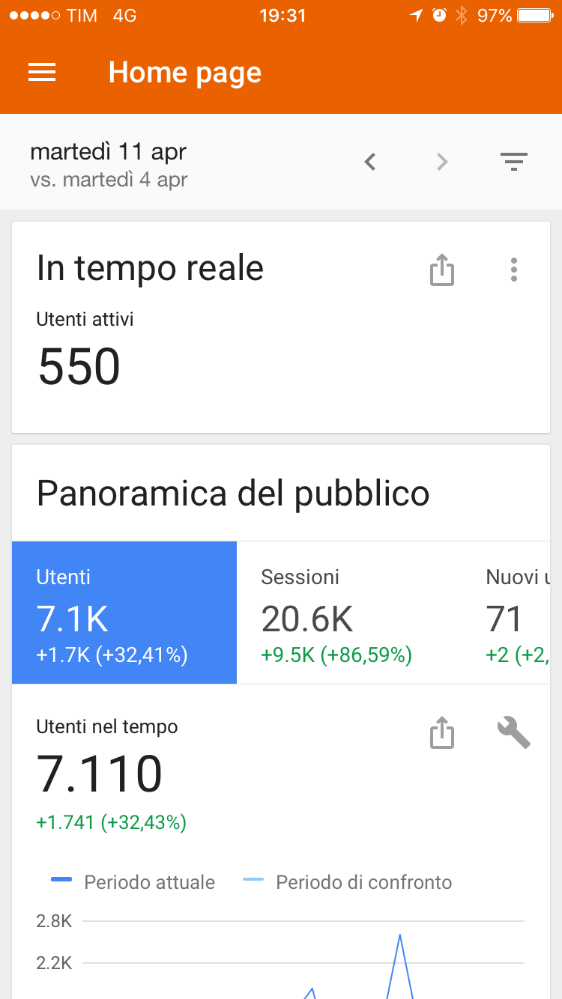 TIM 4G 19:31 97%
Home page
martedì 11 apr
vs. martedì 4 apr
In tempo reale
Utenti attivi
550
Panoramica del pubblico
Utenti Sessioni Nuovi
7.1K 20.6K 71
+1.7K (+32,41%) +9.5K (+86,59%) +2 (+2,
Utenti nel tempo
7.110
+1.741 (+32,43%)
Periodo attuale Periodo di confronto
2.8K
2.2K